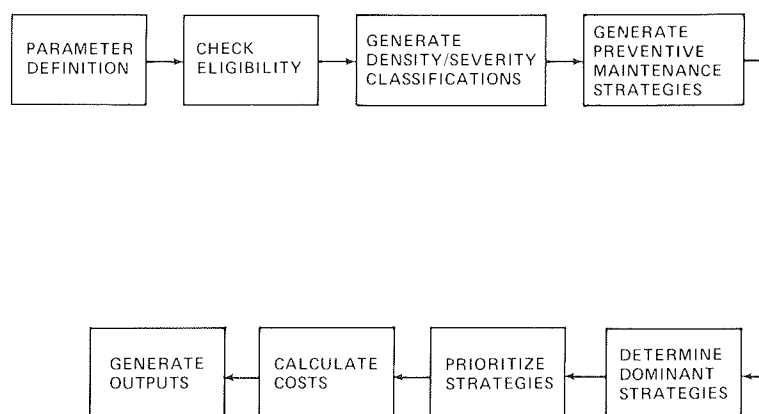 PARAMETER
DEFINITION
CHECK
ELIGIBILITY
GENERATE
DENSITY/SEVERITY
CLASSIFICATIONS
GENERATE
PREVENTIVE
MAINTENANCE
STRATEGIES
DETERMINE
DOMINANT
STRATEGIES
PRIORITIZE
STRATEGIES
CALCULATE
COSTS
GENERATE
OUTPUTS